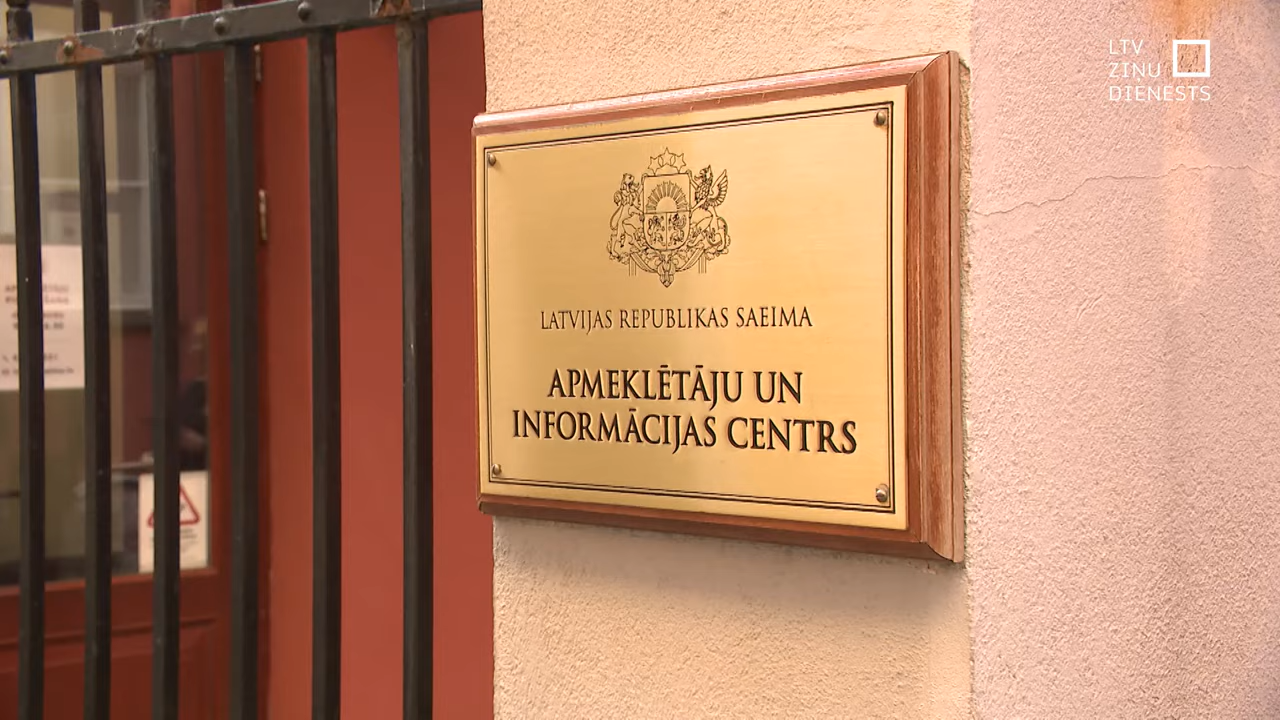 LTV
ZIŅU
DIENESTS
LATVIJAS REPUBLIKAS SAEIMA
APMEKLĒTĀJU UN
INFORMĀCIJAS CENTRS